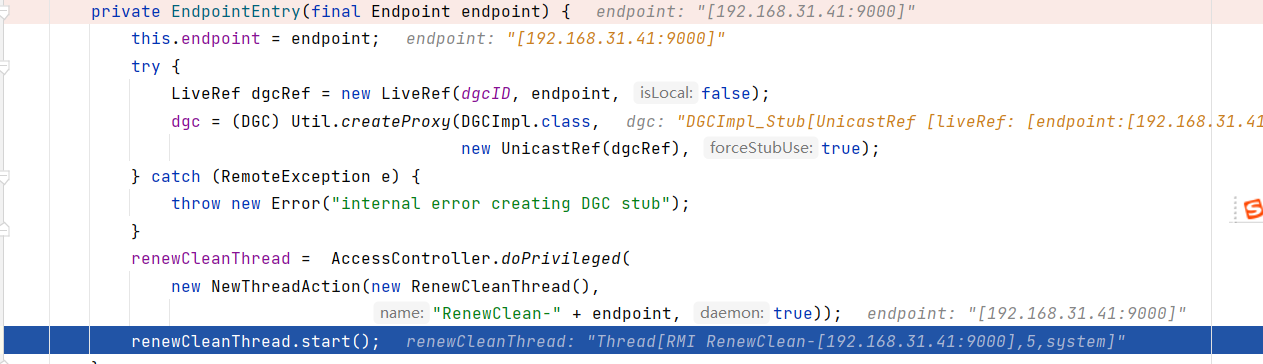 private EndpointEntry(final Endpoint endpoint) { endpoint: "[192.168.31.41:9000]"
this.endpoint = endpoint; endpoint: "[192.168.31.41:9000]"
try {
LiveRef dgcRef = new LiveRef(dgcID, endpoint, isLocal: false);
dgc = (DGC) Util.createProxy(DGCImpl.class, dgc: "DGCImpl_Stub[UnicastRef [liveRef: [endpoint:[192.168.31.41
new UnicastRef(dgcRef), forceStubUse: true);
} catch (RemoteException e) {
throw new Error("internal error creating DGC stub");
}
renewCleanThread = AccessController.doPrivileged(
new NewThreadAction(new RenewCleanThread(),
name: "RenewClean-" + endpoint, daemon: true)); endpoint: "[192.168.31.41:9000]"
renewCleanThread.start(); renewCleanThread: "Thread[RMI RenewClean-[192.168.31.41:9000],5,system]"